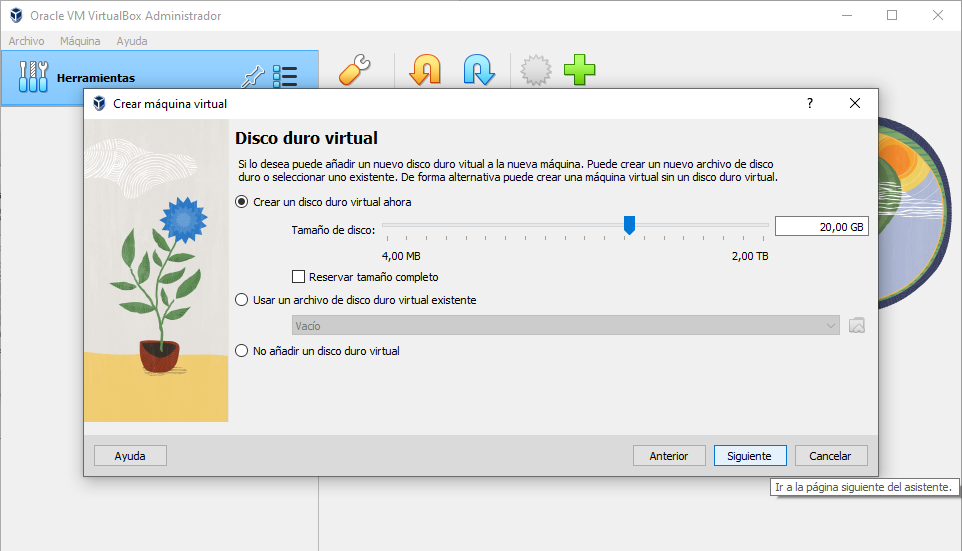 Oracle VM VirtualBox Administrador
Archivo Máquina Ayuda
Herramientas
Crear máquina virtual
?
Disco duro virtual
Si lo desea puede añadir un nuevo disco duro vitual a la nueva máquina. Puede crear un nuevo archivo de disco
duro o seleccionar uno existente. De forma alternativa puede crear una máquina virtual sin un disco duro virtual.
Crear un disco duro virtual ahora
Tamaño de disco:
20,00 GB
4,00 MB
2,00 TB
Reservar tamaño completo
Usar un archivo de disco duro virtual existente
Vacío
No añadir un disco duro virtual
Ayuda
Anterior
Siguiente
Cancelar
Ir a la página siguiente del asistente.